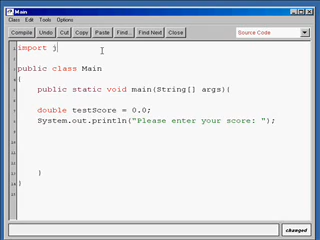 Main
Class Edit Tools Options
Compile Undo Cut Copy Paste Find... Find Next Close Source Code
import j
public class Main
{
public static void main(String[] args){
double testScore = 0.0;
System.out.println("Please enter your score: ");
}
}
changed